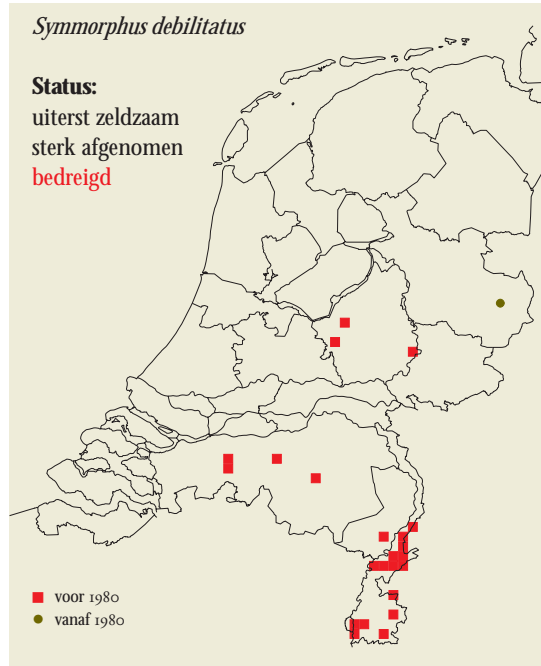 Symmorphus debilitatus
Status:
uiterst zeldzaam
sterk afgenomen
bedreigd
voor 1980
vanaf 1980